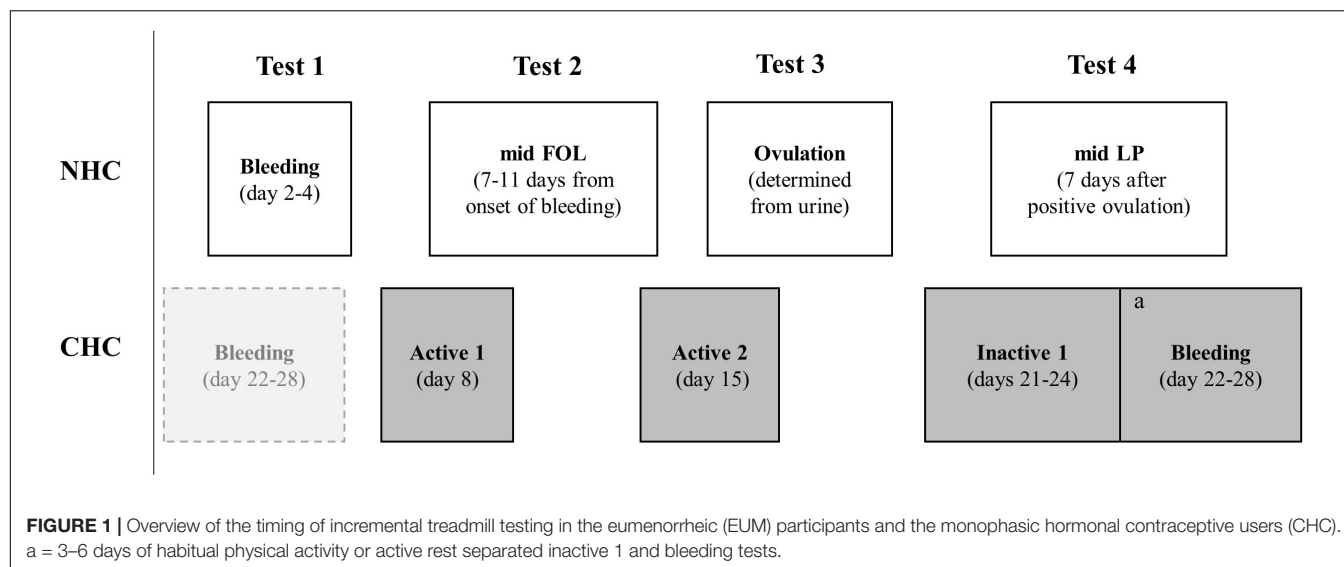 Test 1 Test 2 Test 3 Test 4
NHC
Bleeding
(day 2-4)
mid FOL
(7-11 days from
onset of bleeding)
Ovulation
(determined
from urine)
mid LP
(7 days after
positive ovulation)
CHC
Bleeding
(day 22-28)
Active 1
(day 8)
Active 2
(day 15)
Inactive 1
(days 21-24)
a
Bleeding
(day 22-28)
FIGURE 1 | Overview of the timing of incremental treadmill testing in the eumenorrheic (EUM) participants and the monophasic hormonal contraceptive users (CHC).
a = 3–6 days of habitual physical activity or active rest separated inactive 1 and bleeding tests.